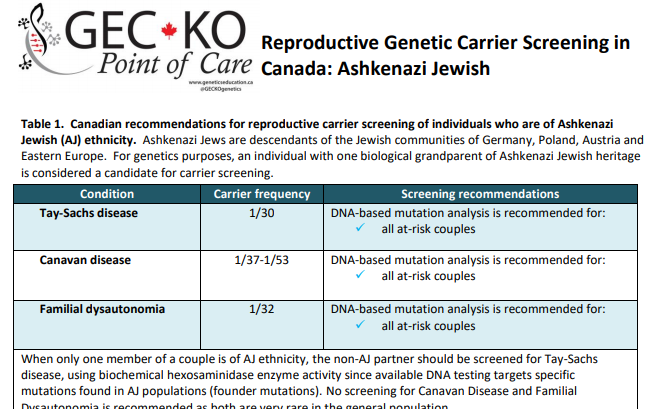 GEC KO
Point of Care
www.geneticseducation.ca
@GECKOgenetics
Reproductive Genetic Carrier Screening in
Canada: Ashkenazi Jewish
Table 1. Canadian recommendations for reproductive carrier screening of individuals who are of Ashkenazi
Jewish (AJ) ethnicity. Ashkenazi Jews are descendants of the Jewish communities of Germany, Poland, Austria and
Eastern Europe. For genetics purposes, an individual with one biological grandparent of Ashkenazi Jewish heritage
is considered a candidate for carrier screening.
Condition Carrier frequency Screening recommendations
Tay-Sachs disease 1/30 DNA-based mutation analysis is recommended for:
✓ all at-risk couples
Canavan disease 1/37-1/53 DNA-based mutation analysis is recommended for:
✓ all at-risk couples
Familial dysautonomia 1/32 DNA-based mutation analysis is recommended for:
✓ all at-risk couples
When only one member of a couple is of AJ ethnicity, the non-AJ partner should be screened for Tay-Sachs
disease, using biochemical hexosaminidase enzyme activity since available DNA testing targets specific
mutations found in AJ populations (founder mutations). No screening for Canavan Disease and Familial
Dysautonomia is recommended as both are very rare in the general population.